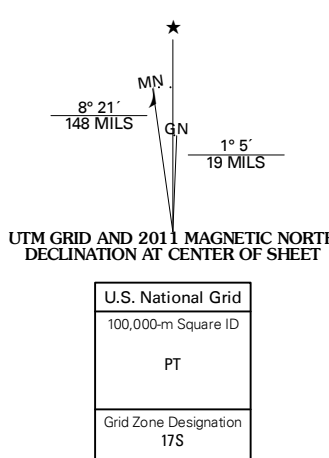 ★
MN
8° 21´
148 MILS
GN
1° 5´
19 MILS
UTM GRID AND 2011 MAGNETIC NORTH
DECLINATION AT CENTER OF SHEET
U.S. National Grid
100,000-m Square ID
PT
Grid Zone Designation
17S